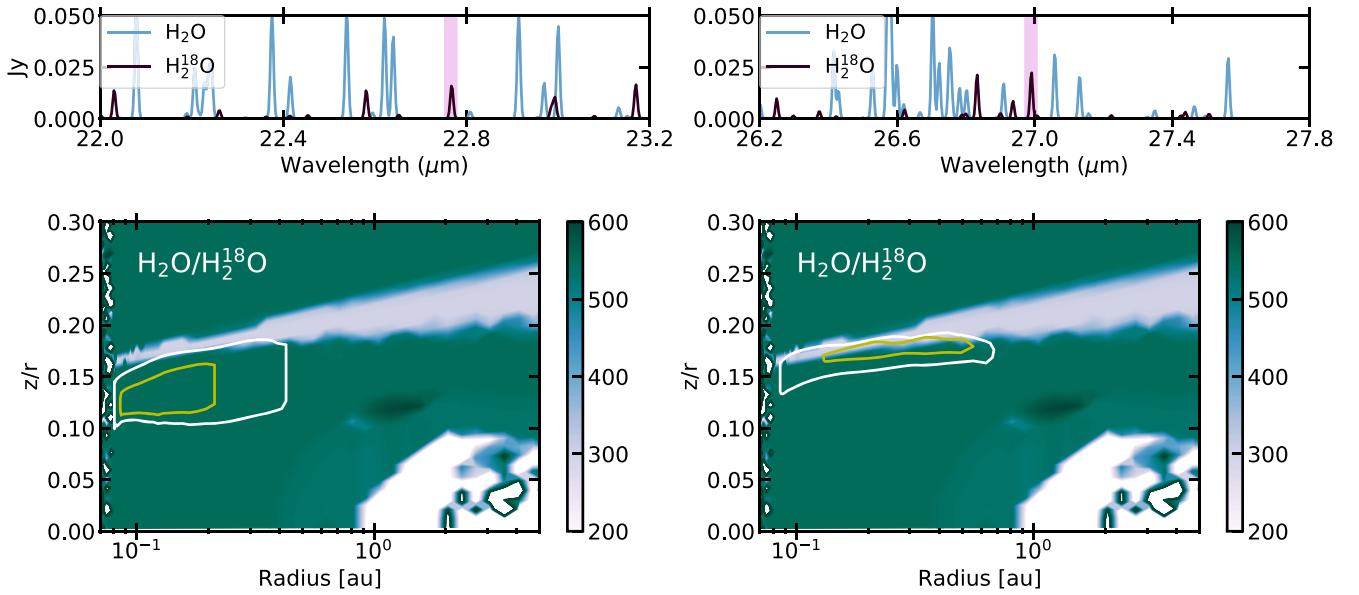 H₂O
H₂¹⁸O
Jy
0.050
0.025
0.000
22.0 22.4 22.8 23.2
Wavelength (μm)
H₂O
H₂¹⁸O
0.050
0.025
0.000
26.2 26.6 27.0 27.4 27.8
Wavelength (μm)
H₂O/H₂¹⁸O
z/r
0.30
0.25
0.20
0.15
0.10
0.05
0.00
10⁻¹ 10⁰
Radius [au]
600
500
400
300
200
H₂O/H₂¹⁸O
z/r
0.30
0.25
0.20
0.15
0.10
0.05
0.00
10⁻¹ 10⁰
Radius [au]
600
500
400
300
200